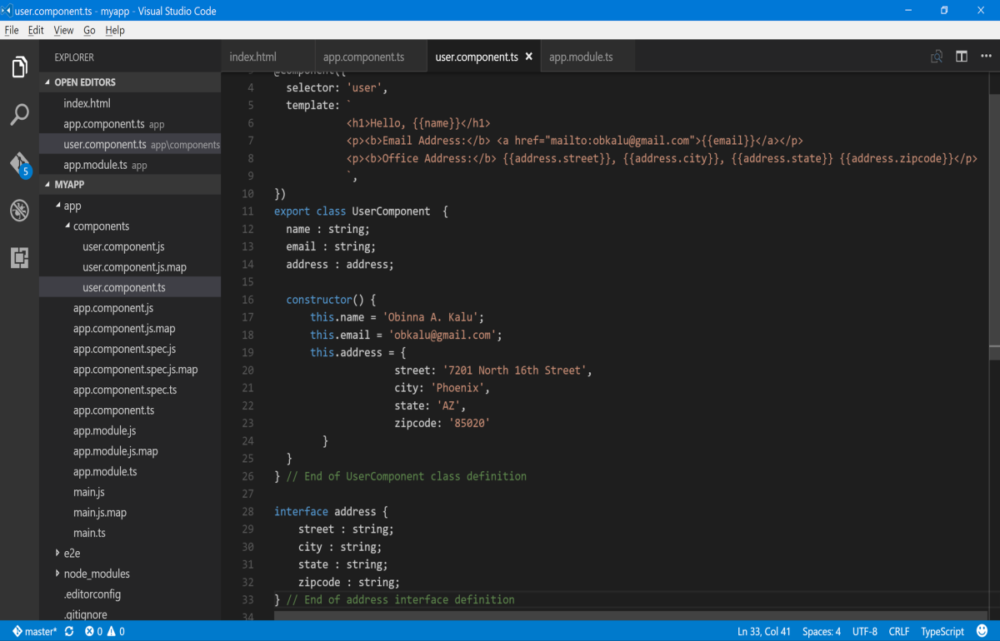 user.component.ts - myapp - Visual Studio Code
File Edit View Go Help
EXPLORER
OPEN EDITORS
index.html
app.component.ts app
user.component.ts app\components
app.module.ts app
MYAPP
app
components
user.component.js
user.component.js.map
user.component.ts
app.component.js
app.component.js.map
app.component.spec.js
app.component.spec.js.map
app.component.spec.ts
app.component.ts
app.module.js
app.module.js.map
app.module.ts
main.js
main.js.map
main.ts
e2e
node_modules
.editorconfig
.gitignore
5
index.html app.component.ts user.component.ts × app.module.ts
3 @Component({
4 selector: 'user',
5 template: `
6 <h1>Hello, {{name}}</h1>
7 <p><b>Email Address:</b> <a href="mailto:obkalu@gmail.com">{{email}}</a></p>
8 <p><b>Office Address:</b> {{address.street}}, {{address.city}}, {{address.state}} {{address.zipcode}}</p>
9 `,
10 })
11 export class UserComponent {
12 name : string;
13 email : string;
14 address : address;
15
16 constructor() {
17 this.name = 'Obinna A. Kalu';
18 this.email = 'obkalu@gmail.com';
19 this.address = {
20 street: '7201 North 16th Street',
21 city: 'Phoenix',
22 state: 'AZ',
23 zipcode: '85020'
24 }
25 }
26 } // End of UserComponent class definition
27
28 interface address {
29 street : string;
30 city : string;
31 state : string;
32 zipcode : string;
33 } // End of address interface definition
34
master* 0 0 Ln 33, Col 41 Spaces: 4 UTF-8 CRLF TypeScript